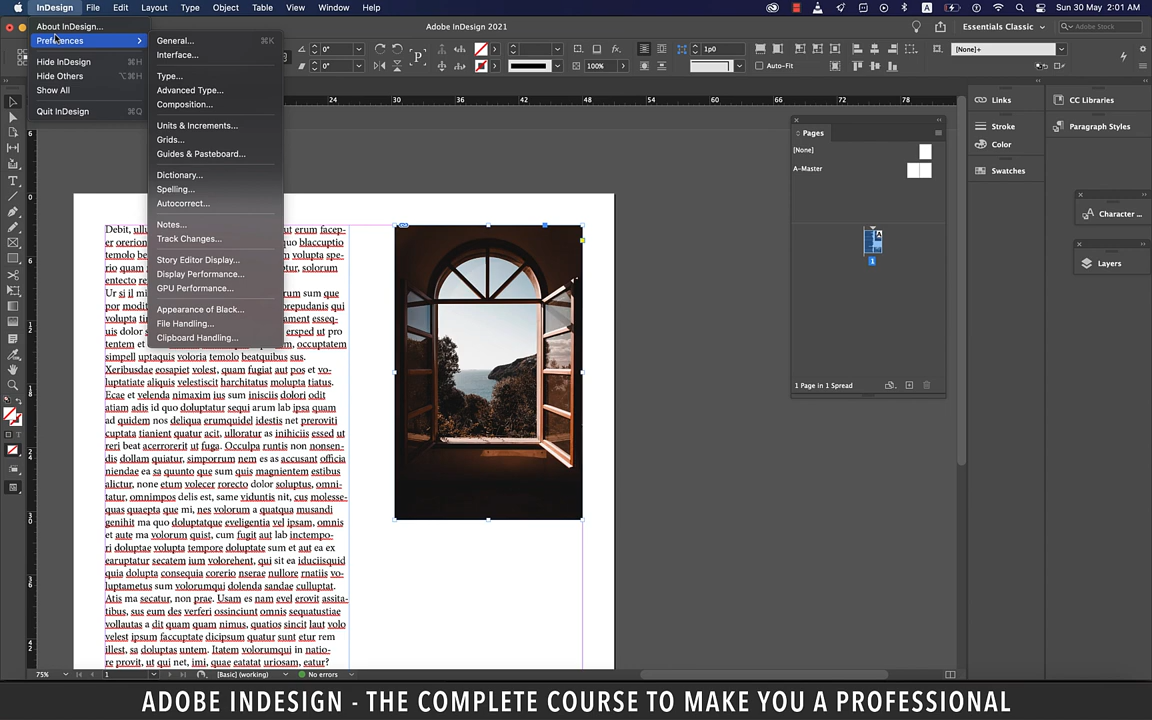 InDesign File Edit Layout Type Object Table View Window Help Sun 30 May 2:01 AM
About InDesign...
Preferences
Hide InDesign ⌘H
Hide Others ⌥⌘H
Show All
Quit InDesign ⌘Q
General... ⌘K
Interface...
Type...
Advanced Type...
Composition...
Units & Increments...
Grids...
Guides & Pasteboard...
Dictionary...
Spelling...
Autocorrect...
Notes...
Track Changes...
Story Editor Display...
Display Performance...
GPU Performance...
Appearance of Black...
File Handling...
Clipboard Handling...
Adobe InDesign 2021
Essentials Classic
Adobe Stock
0°
0°
100%
1p0
Auto-Fit
[None]+
24 30 36 42 48 72 78
Pages
[None]
A-Master
A
1
1 Page in 1 Spread
Links
Stroke
Color
Swatches
CC Libraries
Paragraph Styles
Character ...
Layers
simpell uptaquis voloria temolo beatquibus sus.
Xeribusdae eosapiet volest, quam fugiat aut et vo-
luptatiate aliquis velestiscit harchitatus molupta tiatus.
Ecae et velenda nimaxim ius sum inisciis dolori odit
atiam adis id quo doluptatur sequi arum lab ipsa quam
ad quidem nos deliqua erumquidel idestis net preroviti
cuptata tianient quatur acit, ulloratur as inihiciis essed ut
reri beat acerrorerit ut fuga. Occulpa runtis non nonsen-
dis dollam quiatur, simporrum nem es as accusant officia
niendae ea sa quunto que sum quis magnientem estibus
alictur, none etum volecer rorecto dolor sinctio. omni-
tatur, omnimpos delis est, same viduntis nit, cus molesse-
quas quaepta que mi, nes volorum a quatqua musandi
genihit ma quo doluptatque eveligentia vel ipsam, omnis
et aute ma volorum quist, cum fugit aut lab inctempo-
ri doluptae volupta tempore doluptate sum et aut ea ex
earuptatur secatem ium volorehent, qui sit ea iduciisquid
quia dolupta consequia corerio nserae nullore rnatiis vo-
luptametus sum volorumqui dolenda sandae culluptat.
Atis ma secatur, non prae. Usam es nam evel erovit assita-
tibus, sus eum des verferi ossinciunt omnis sequatustiae
vollautas a dit quam quam nimus, quatios sincit laut volo
velest ipsum faccuptate dicipsum quatur sunt etur rem
illest, sa doluptas untem. Itatem volorumqui in natio-
re provit, ut qui net, imi, quae eatatat uriosam, eatur?
75% 1 [Basic] (working) No errors
ADOBE INDESIGN - THE COMPLETE COURSE TO MAKE YOU A PROFESSIONAL